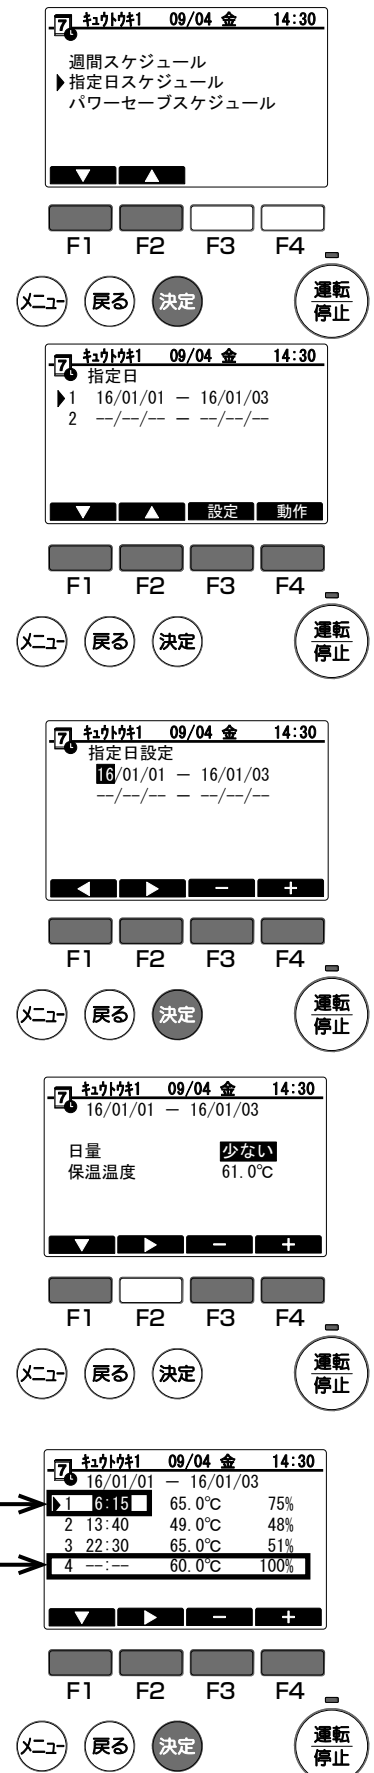 7 ｷｭｳﾄｳｷ1 09/04 金 14:30
週間スケジュール
指定日スケジュール
パワーセーブスケジュール
F1 F2 F3 F4
メニュー 戻る 決定 運転
停止
7 ｷｭｳﾄｳｷ1 09/04 金 14:30
指定日
1 16/01/01 － 16/01/03
2 --/--/-- － --/--/--
設定 動作
F1 F2 F3 F4
メニュー 戻る 決定 運転
停止
7 ｷｭｳﾄｳｷ1 09/04 金 14:30
指定日設定
16/01/01 － 16/01/03
--/--/-- － --/--/--
－ ＋
F1 F2 F3 F4
メニュー 戻る 決定 運転
停止
7 ｷｭｳﾄｳｷ1 09/04 金 14:30
16/01/01 － 16/01/03
日量 少ない
保温温度 61.0℃
－ ＋
F1 F2 F3 F4
メニュー 戻る 決定 運転
停止
7 ｷｭｳﾄｳｷ1 09/04 金 14:30
16/01/01 － 16/01/03
1 6:15 65.0℃ 75%
2 13:40 49.0℃ 48%
3 22:30 65.0℃ 51%
4 --:-- 60.0℃ 100%
－ ＋
F1 F2 F3 F4
メニュー 戻る 決定 運転
停止